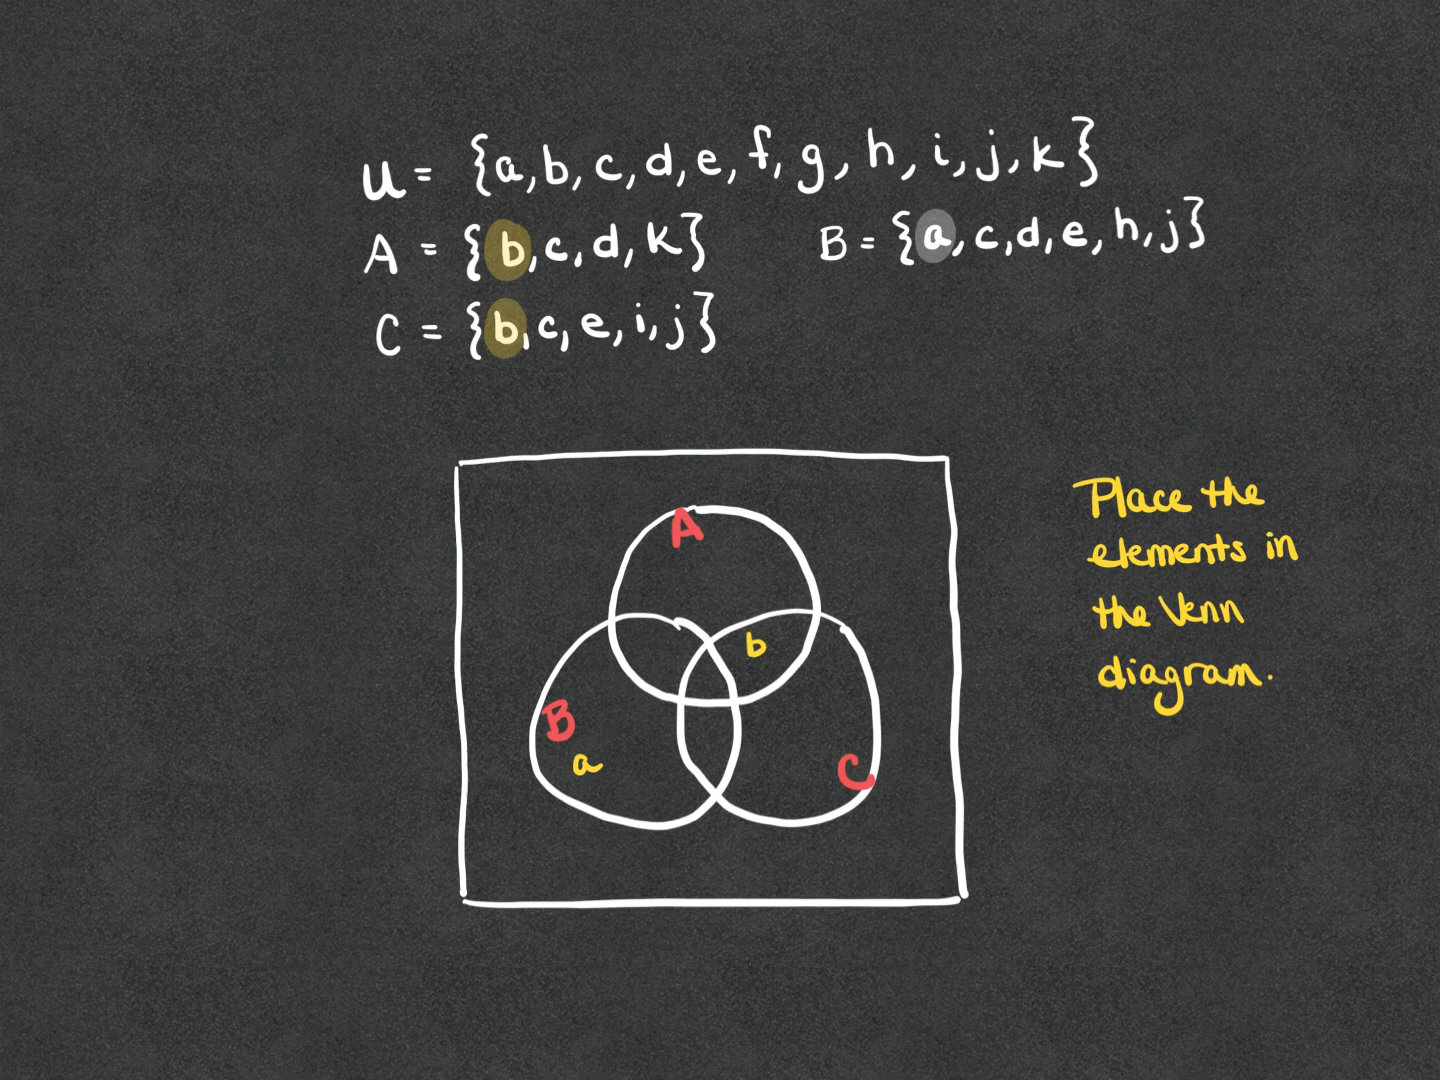 U = {a, b, c, d, e, f, g, h, i, j, k}
A = {b, c, d, k} B = {a, c, d, e, h, j}
C = {b, c, e, i, j}
A
b
B
a
C
Place the
elements in
the Venn
diagram.